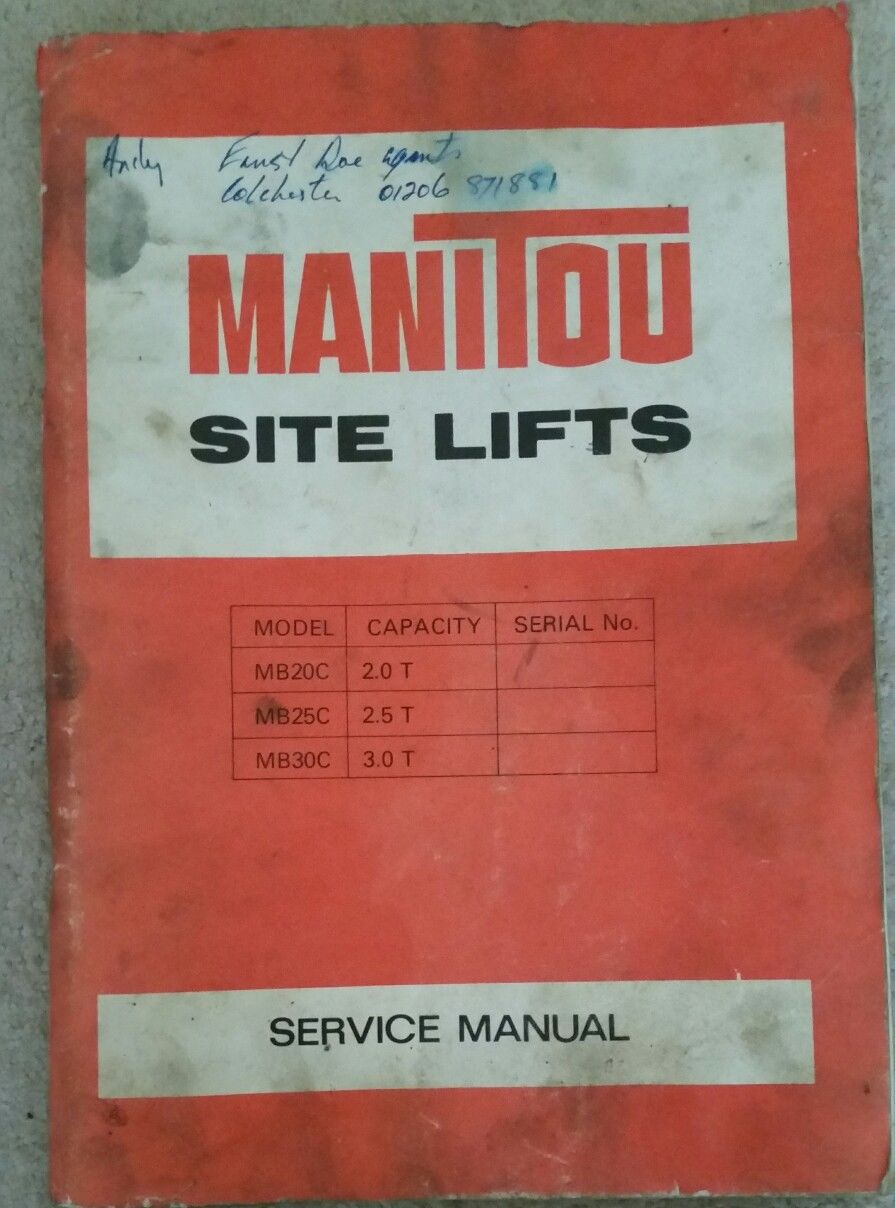 Andy Ernest Doe agents
Colchester 01206 871881
MANITOU
SITE LIFTS
MODEL CAPACITY SERIAL No.
MB20C 2.0 T
MB25C 2.5 T
MB30C 3.0 T
SERVICE MANUAL